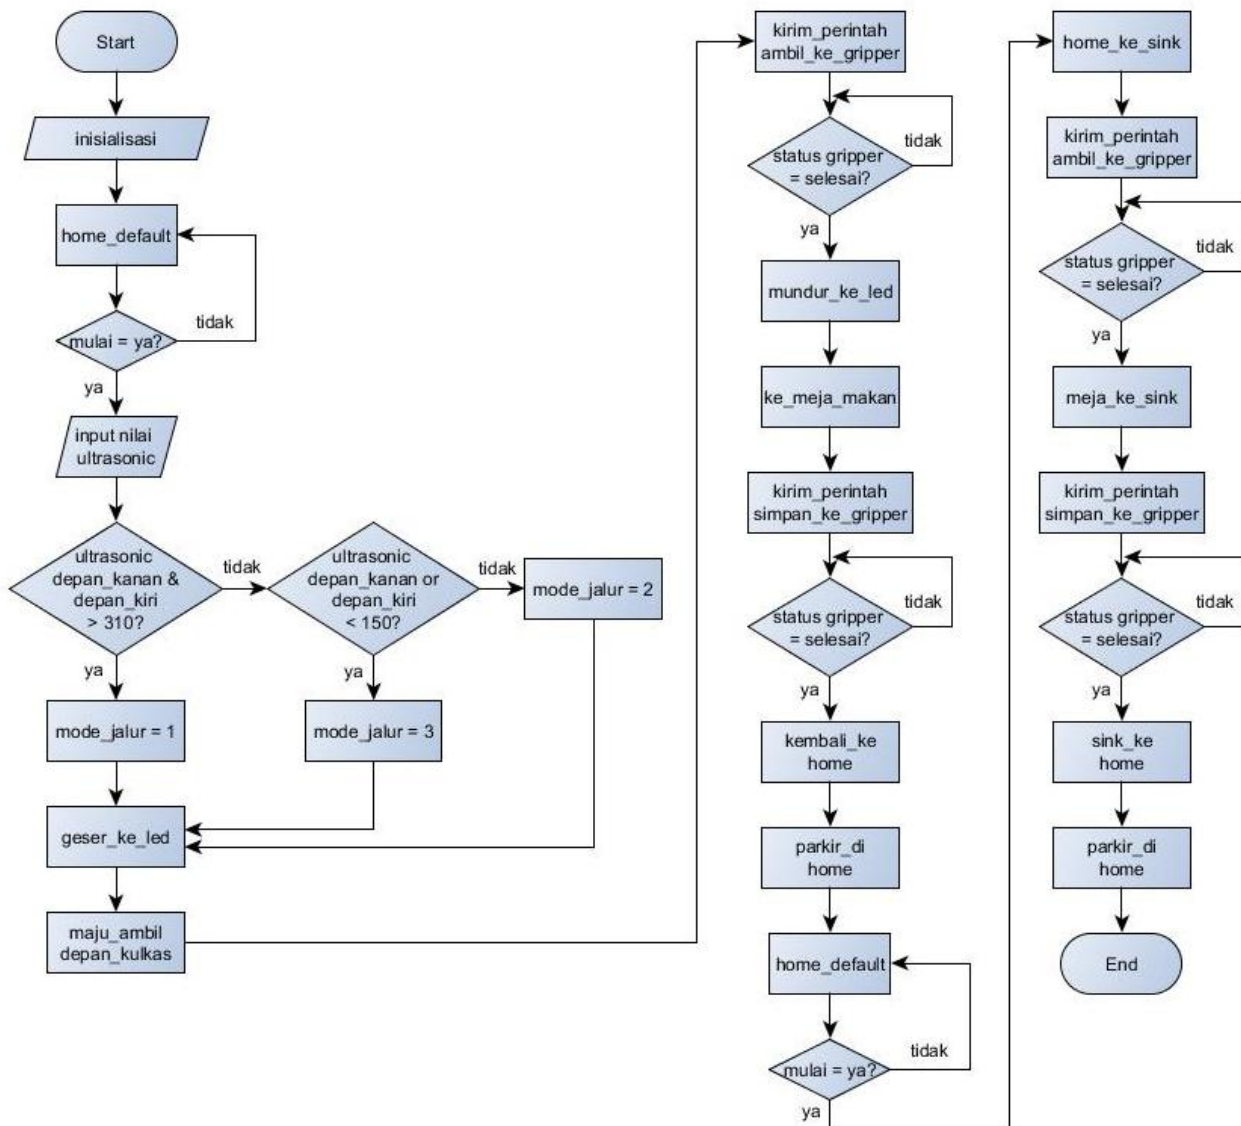 Start
inisialisasi
home_default
tidak
mulai = ya?
ya
input nilai
ultrasonic
ultrasonic
depan_kanan &
depan_kiri
> 310?
tidak
ya
ultrasonic
depan_kanan or
depan_kiri
< 150?
tidak
ya
mode_jalur = 2
mode_jalur = 1
mode_jalur = 3
geser_ke_led
maju_ambil
depan_kulkas
kirim_perintah
ambil_ke_gripper
status gripper
= selesai?
tidak
ya
mundur_ke_led
ke_meja_makan
kirim_perintah
simpan_ke_gripper
status gripper
= selesai?
tidak
ya
kembali_ke
home
parkir_di
home
home_default
tidak
mulai = ya?
ya
home_ke_sink
kirim_perintah
ambil_ke_gripper
status gripper
= selesai?
tidak
ya
meja_ke_sink
kirim_perintah
simpan_ke_gripper
status gripper
= selesai?
tidak
ya
sink_ke
home
parkir_di
home
End